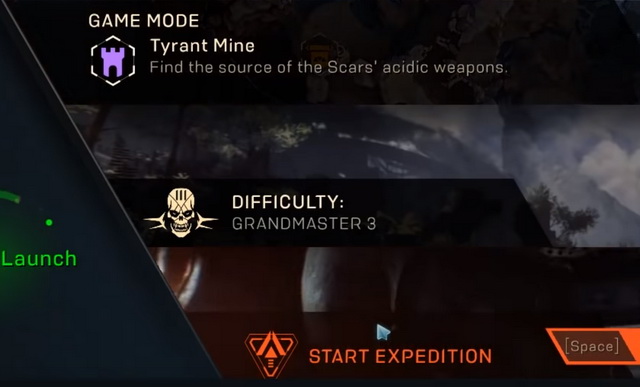 GAME MODE
Tyrant Mine
Find the source of the Scars' acidic weapons.
DIFFICULTY:
GRANDMASTER 3
Launch
START EXPEDITION
[Space]